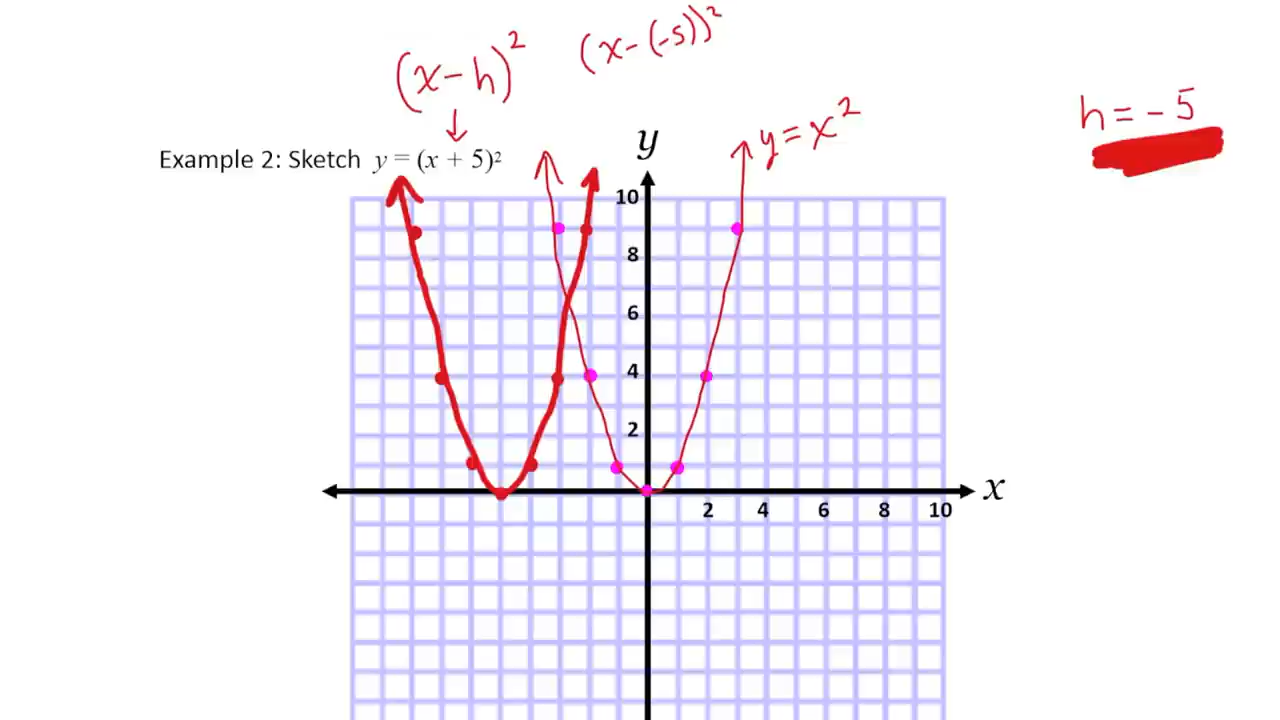 (x-h)²
(x-(-5))²
h = -5
Example 2: Sketch y = (x + 5)²
y
y = x²
10
8
6
4
2
x
2 4 6 8 10